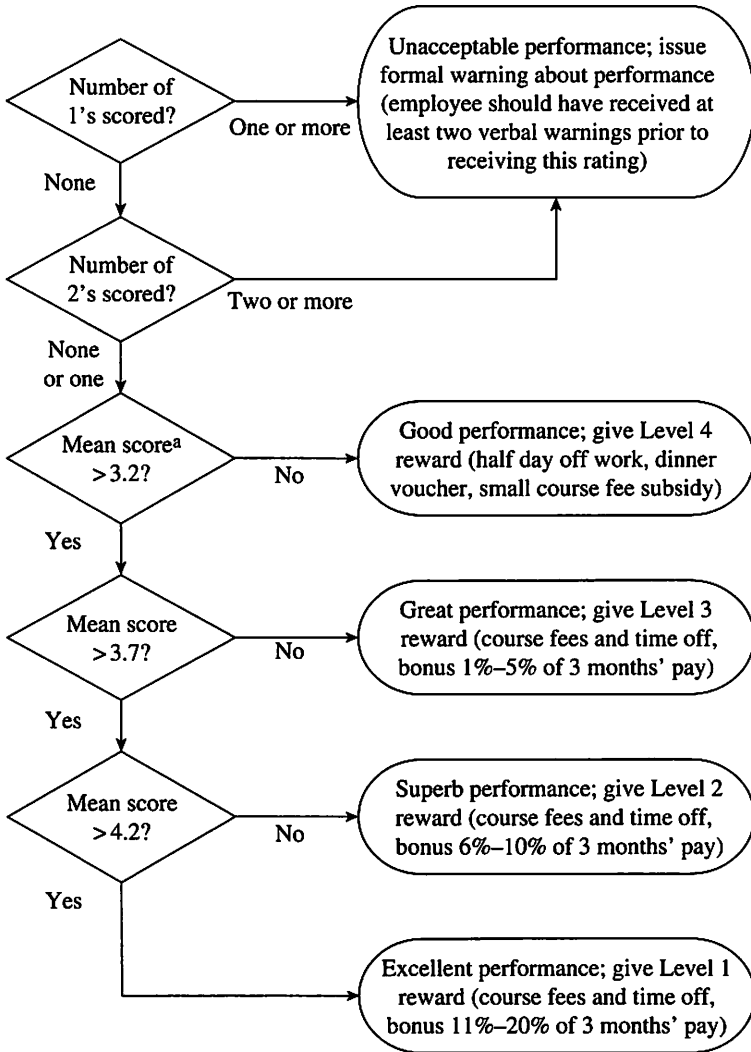 Number of
1's scored?
One or more
Unacceptable performance; issue
formal warning about performance
(employee should have received at
least two verbal warnings prior to
receiving this rating)
None
Number of
2's scored?
Two or more
None
or one
Mean scoreᵃ
>3.2?
No
Good performance; give Level 4
reward (half day off work, dinner
voucher, small course fee subsidy)
Yes
Mean score
>3.7?
No
Great performance; give Level 3
reward (course fees and time off,
bonus 1%–5% of 3 months' pay)
Yes
Mean score
>4.2?
No
Superb performance; give Level 2
reward (course fees and time off,
bonus 6%–10% of 3 months' pay)
Yes
Excellent performance; give Level 1
reward (course fees and time off,
bonus 11%–20% of 3 months' pay)